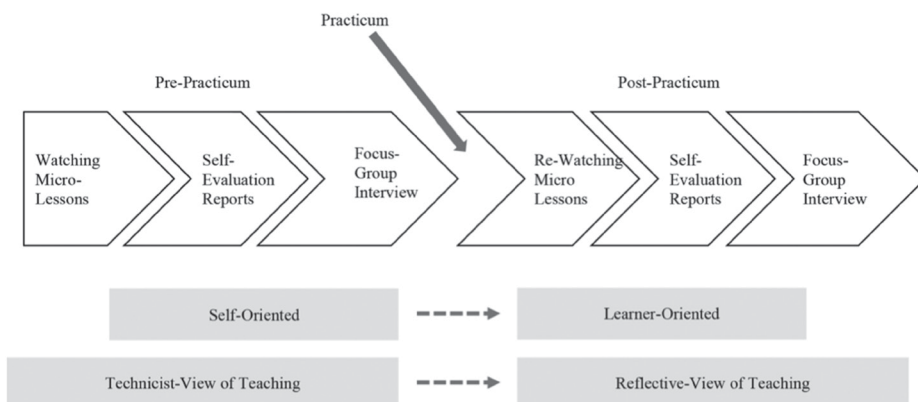 Practicum
Pre-Practicum
Post-Practicum
Watching
Micro-
Lessons
Self-
Evaluation
Reports
Focus-
Group
Interview
Re-Watching
Micro
Lessons
Self-
Evaluation
Reports
Focus-
Group
Interview
Self-Oriented
Learner-Oriented
Technicist-View of Teaching
Reflective-View of Teaching